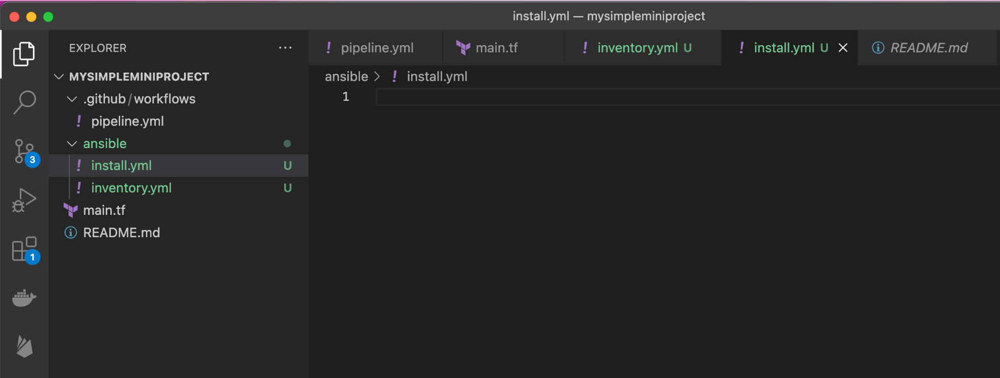 install.yml — mysimpleminiproject
EXPLORER ...
pipeline.yml
main.tf
inventory.yml U
install.yml U
README.md
MYSIMPLEMINIPROJECT
.github/workflows
pipeline.yml
ansible
install.yml U
inventory.yml U
main.tf
README.md
ansible > ! install.yml
1
3
1